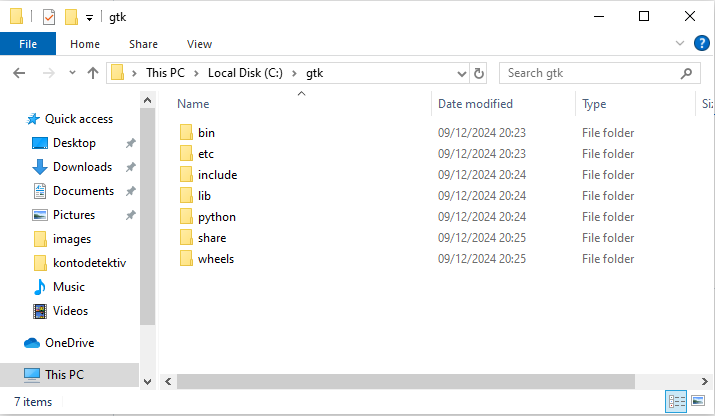 gtk
File Home Share View
This PC Local Disk (C:) gtk Search gtk
Name Date modified Type
Quick access
Desktop
Downloads
Documents
Pictures
images
kontodetektiv
Music
Videos
OneDrive
This PC
bin 09/12/2024 20:23 File folder
etc 09/12/2024 20:23 File folder
include 09/12/2024 20:24 File folder
lib 09/12/2024 20:24 File folder
python 09/12/2024 20:24 File folder
share 09/12/2024 20:25 File folder
wheels 09/12/2024 20:25 File folder
7 items